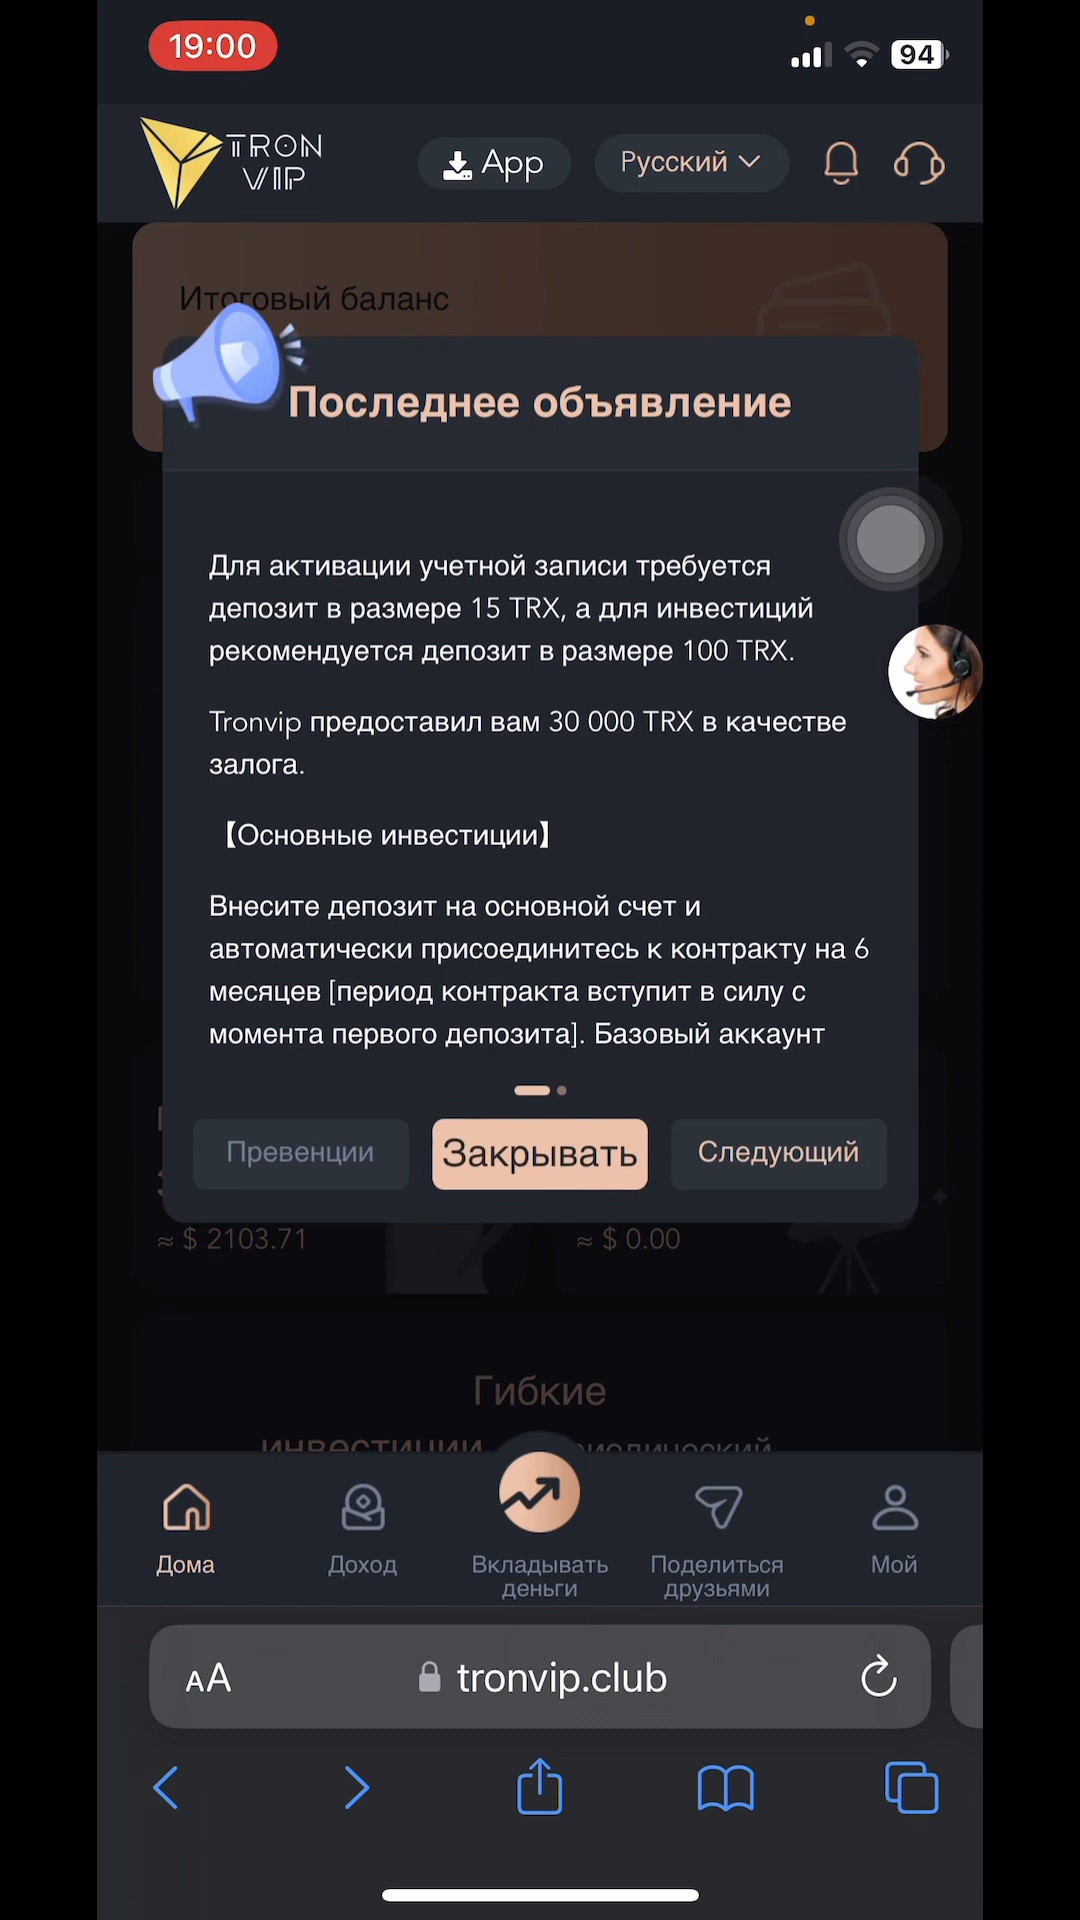 19:00
94
TRON
VIP
App
Русский
Итоговый баланс
Последнее объявление
Для активации учетной записи требуется
депозит в размере 15 TRX, а для инвестиций
рекомендуется депозит в размере 100 TRX.
Tronvip предоставил вам 30 000 TRX в качестве
залога.
【Основные инвестиции】
Внесите депозит на основной счет и
автоматически присоединитесь к контракту на 6
месяцев [период контракта вступит в силу с
момента первого депозита]. Базовый аккаунт
Превенции
Закрывать
Следующий
≈ $ 2103.71
≈ $ 0.00
Гибкие
инвестиции
Дома
Доход
Вкладывать
деньги
Поделиться
друзьями
Мой
AA
tronvip.club